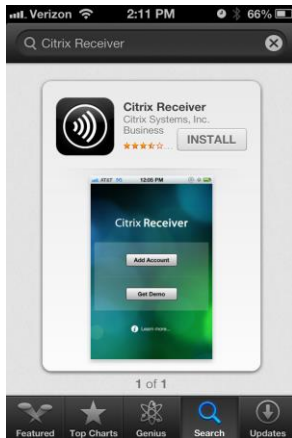 Verizon 2:11 PM 66%
Citrix Receiver
Citrix Receiver
Citrix Systems, Inc.
Business
INSTALL
AT&T 12:05 PM
Citrix Receiver
Add Account
Get Demo
Learn more...
1 of 1
Featured Top Charts Genius Search Updates